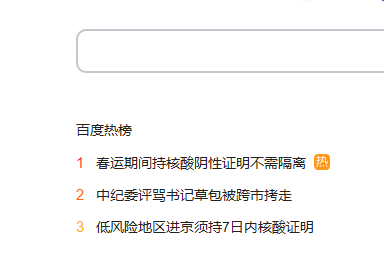 百度热榜
1 春运期间持核酸阴性证明不需隔离 热
2 中纪委评骂书记草包被跨市拷走
3 低风险地区进京须持7日内核酸证明